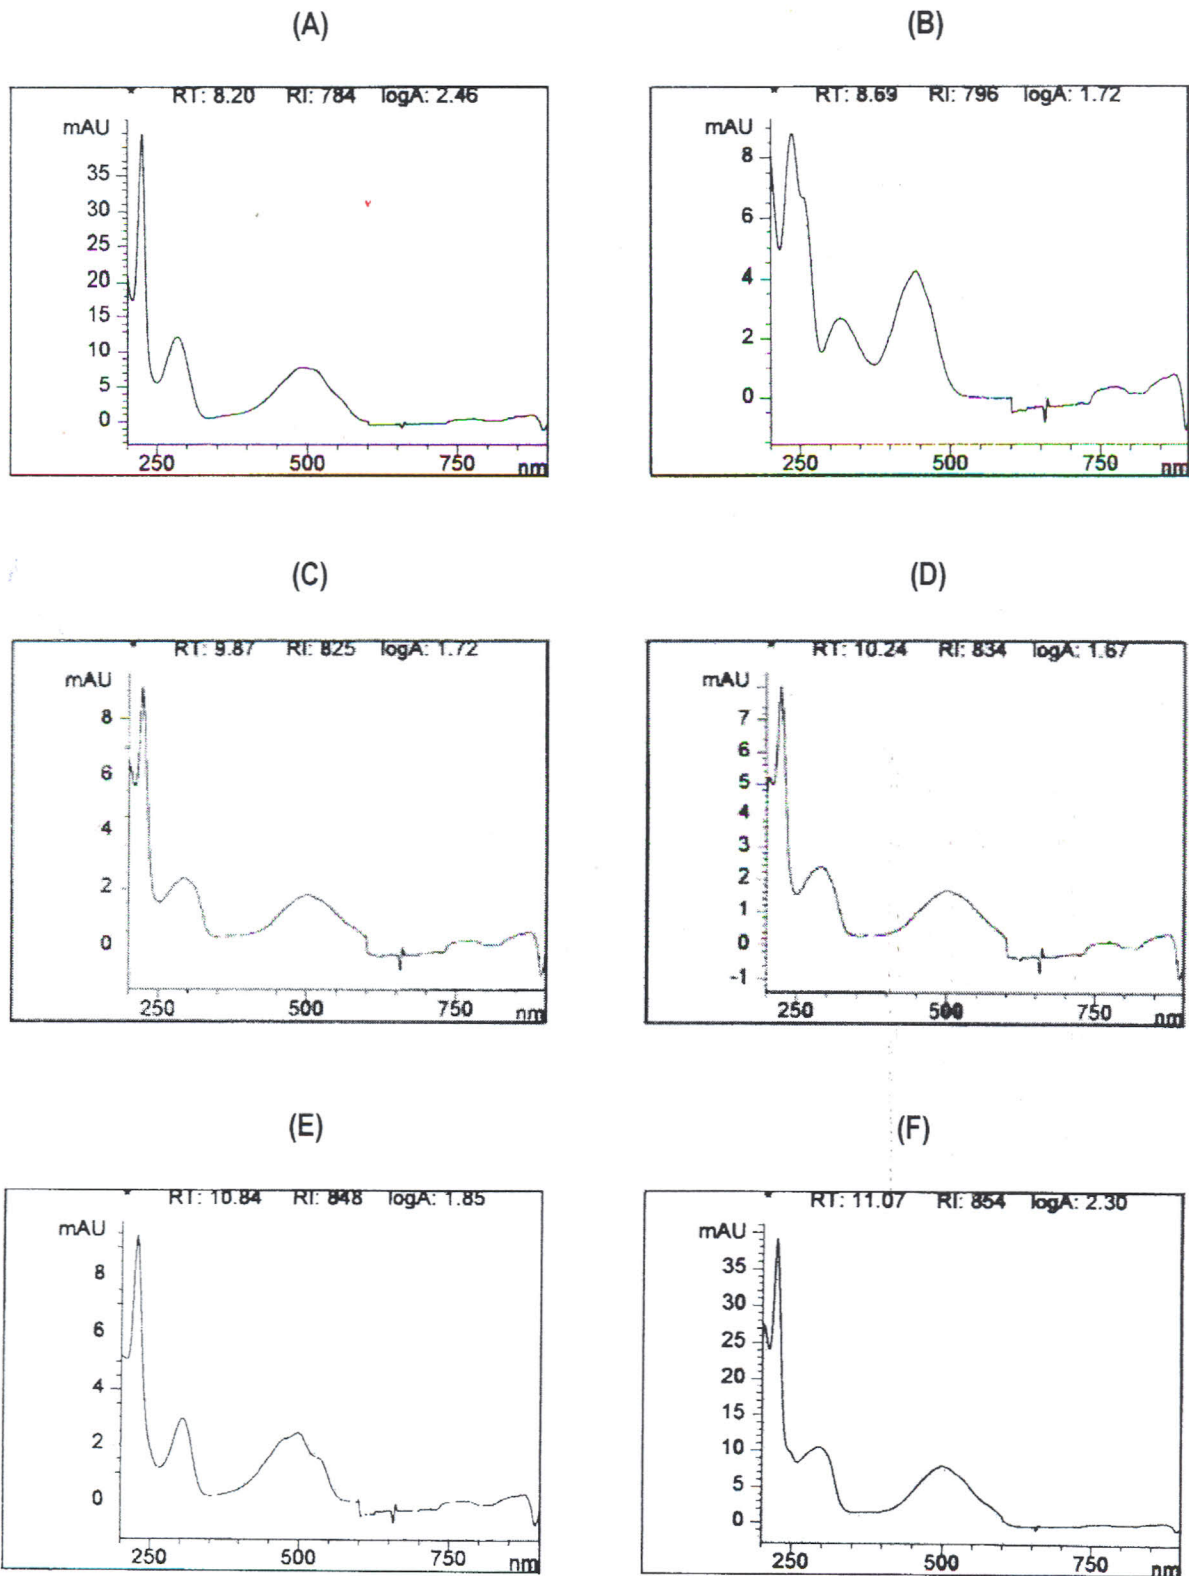 (A)
RT: 8.20 RI: 784 logA: 2.46
mAU
35
30
25
20
15
10
5
0
250 500 750 nm
(B)
RT: 8.69 RI: 796 logA: 1.72
mAU
8
6
4
2
0
250 500 750 nm
(C)
RT: 9.87 RI: 825 logA: 1.72
mAU
8
6
4
2
0
250 500 750 nm
(D)
RT: 10.24 RI: 834 logA: 1.67
mAU
7
6
5
4
3
2
1
0
-1
250 500 750 nm
(E)
RT: 10.84 RI: 848 logA: 1.85
mAU
8
6
4
2
0
250 500 750 nm
(F)
RT: 11.07 RI: 854 logA: 2.30
mAU
35
30
25
20
15
10
5
0
250 500 750 nm